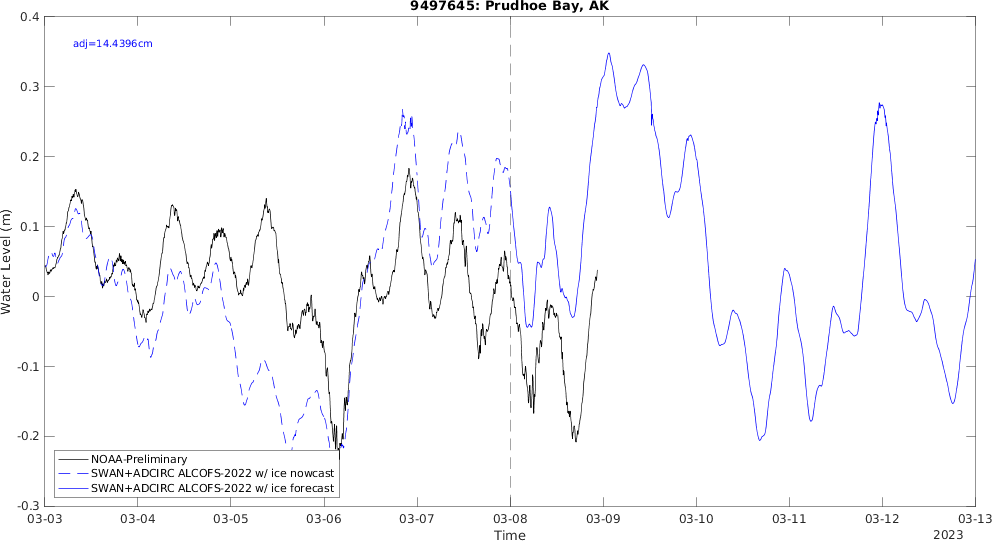 9497645: Prudhoe Bay, AK
adj=14.4396cm
0.4
0.3
0.2
0.1
0
-0.1
-0.2
-0.3
Water Level (m)
NOAA-Preliminary
SWAN+ADCIRC ALCOFS-2022 w/ ice nowcast
SWAN+ADCIRC ALCOFS-2022 w/ ice forecast
03-03 03-04 03-05 03-06 03-07 03-08 03-09 03-10 03-11 03-12 03-13
Time
2023